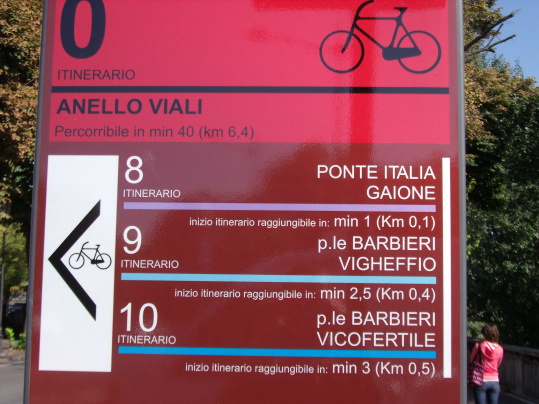 0
ITINERARIO
ANELLO VIALI
Percorribile in min 40 (km 6,4)
8
ITINERARIO
PONTE ITALIA
GAIONE
inizio itinerario raggiungibile in: min 1 (Km 0,1)
9
ITINERARIO
p.le BARBIERI
VIGHEFFIO
inizio itinerario raggiungibile in: min 2,5 (Km 0,4)
10
ITINERARIO
p.le BARBIERI
VICOFERTILE
inizio itinerario raggiungibile in: min 3 (Km 0,5)